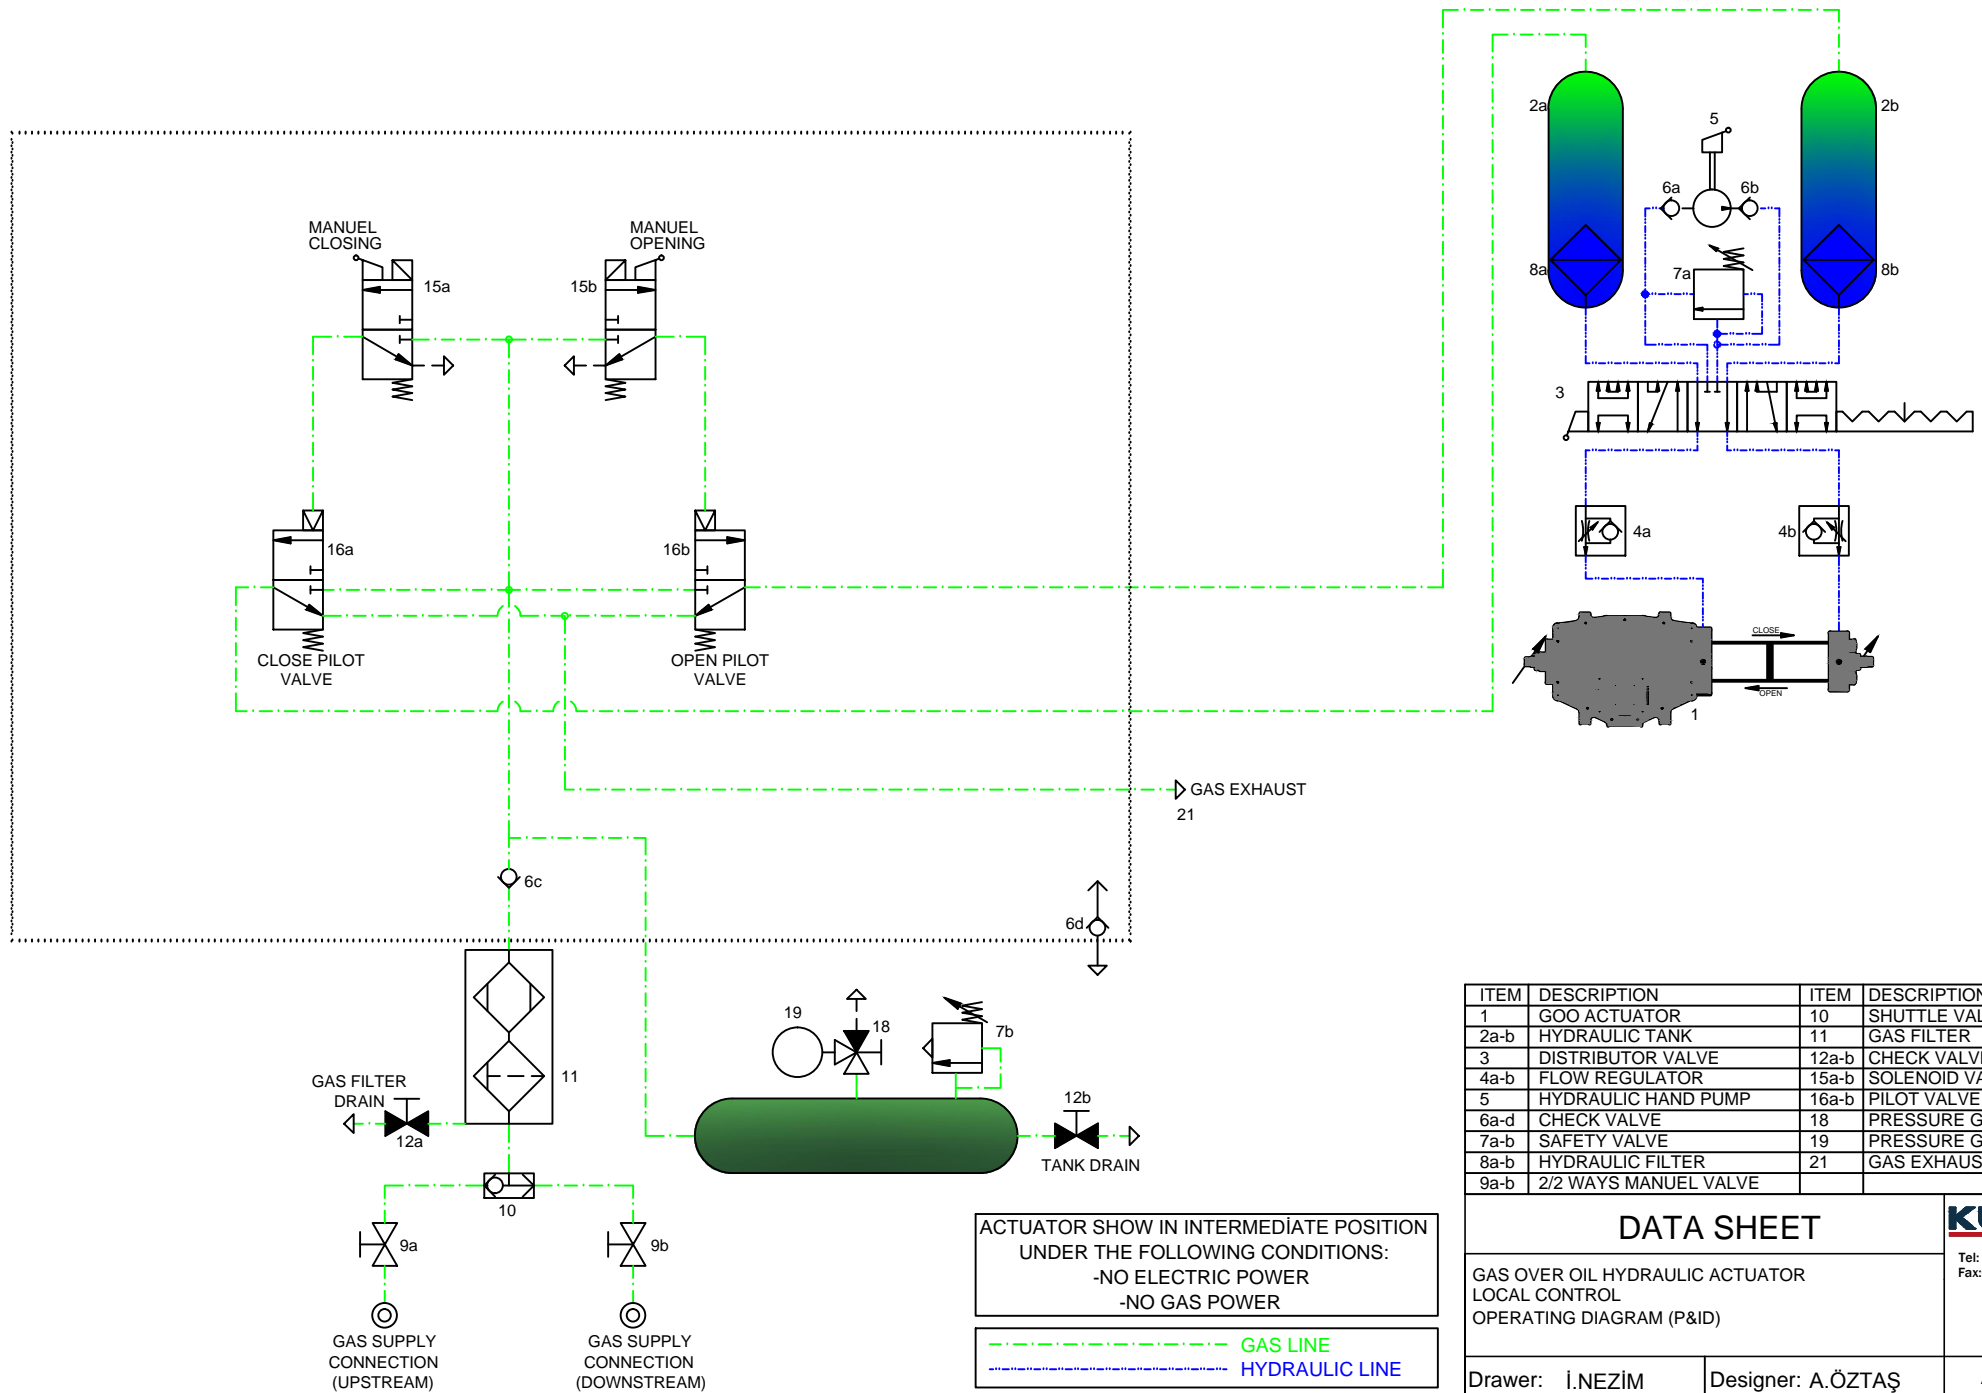 2a
2b
5
6a
6b
MANUEL
CLOSING
MANUEL
OPENING
8a
7a
8b
15a
15b
3
4a
4b
16a
16b
CLOSE
CLOSE PILOT
VALVE
OPEN PILOT
VALVE
OPEN
1
GAS EXHAUST
21
6c
6d
19
18
7b
11
GAS FILTER
DRAIN
12a
12b
TANK DRAIN
10
9a
9b
GAS SUPPLY
CONNECTION
(UPSTREAM)
GAS SUPPLY
CONNECTION
(DOWNSTREAM)
ACTUATOR SHOW IN INTERMEDİATE POSITION
UNDER THE FOLLOWING CONDITIONS:
-NO ELECTRIC POWER
-NO GAS POWER
GAS LINE
HYDRAULIC LINE
ITEM DESCRIPTION ITEM
1 GOO ACTUATOR 10 SHUTTLE
2a-b HYDRAULIC TANK 11 GAS FILTER
3 DISTRIBUTOR VALVE 12a-b CHECK
4a-b FLOW REGULATOR 15a-b SOLENOID
5 HYDRAULIC HAND PUMP 16a-b PILOT VALVE
6a-d CHECK VALVE 18 PRESSURE
7a-b SAFETY VALVE 19 PRESSURE
8a-b HYDRAULIC FILTER 21 GAS
9a-b 2/2 WAYS MANUEL VALVE
DATA SHEET
Tel:
Fax:
GAS OVER OIL HYDRAULIC ACTUATOR
LOCAL CONTROL
OPERATING DIAGRAM (P&ID)
Drawer: İ.NEZİM Designer: A.ÖZTAŞ